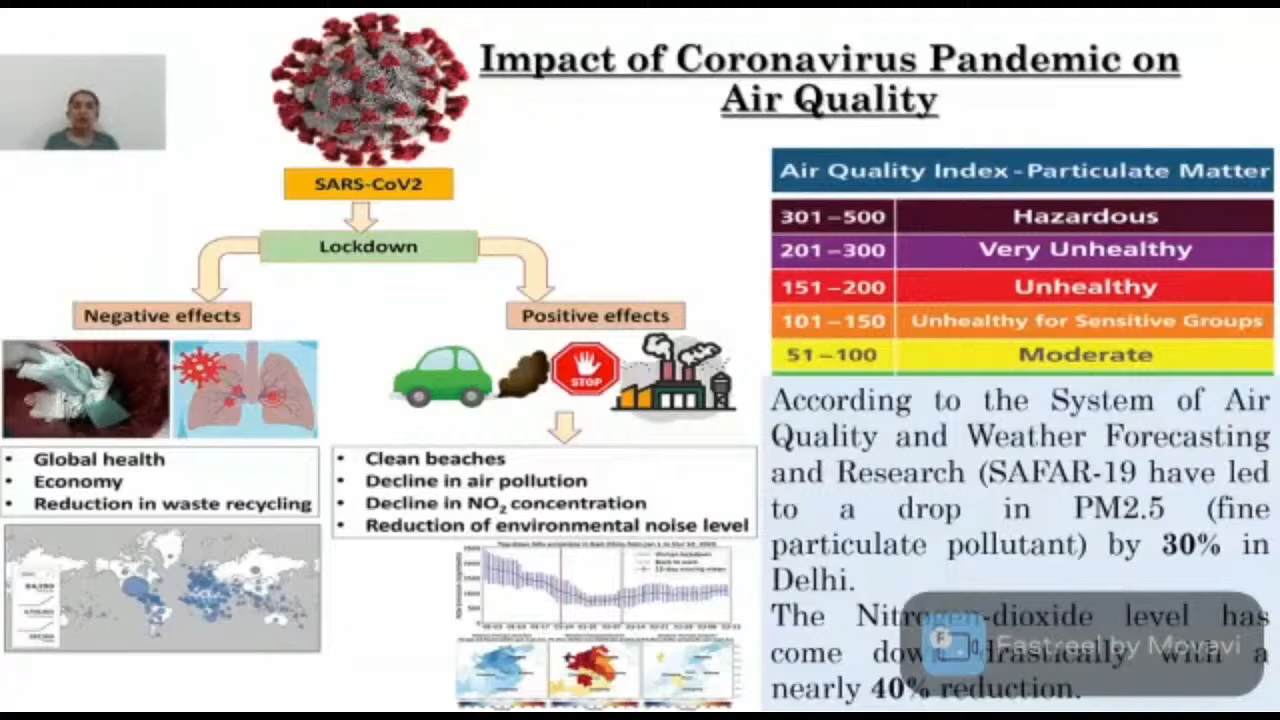 Impact of Coronavirus Pandemic on
Air Quality
SARS-CoV2
Lockdown
Negative effects
Positive effects
STOP
• Global health
• Economy
• Reduction in waste recycling
• Clean beaches
• Decline in air pollution
• Decline in NO₂ concentration
• Reduction of environmental noise level
Air Quality Index - Particulate Matter
301–500 Hazardous
201–300 Very Unhealthy
151–200 Unhealthy
101–150 Unhealthy for Sensitive Groups
51–100 Moderate
According to the System of Air
Quality and Weather Forecasting
and Research (SAFAR-19 have led
to a drop in PM2.5 (fine
particulate pollutant) by 30% in
Delhi.
The Nitrogen-dioxide level has
come down drastically with a
nearly 40% reduction.
Fastreel by Movavi